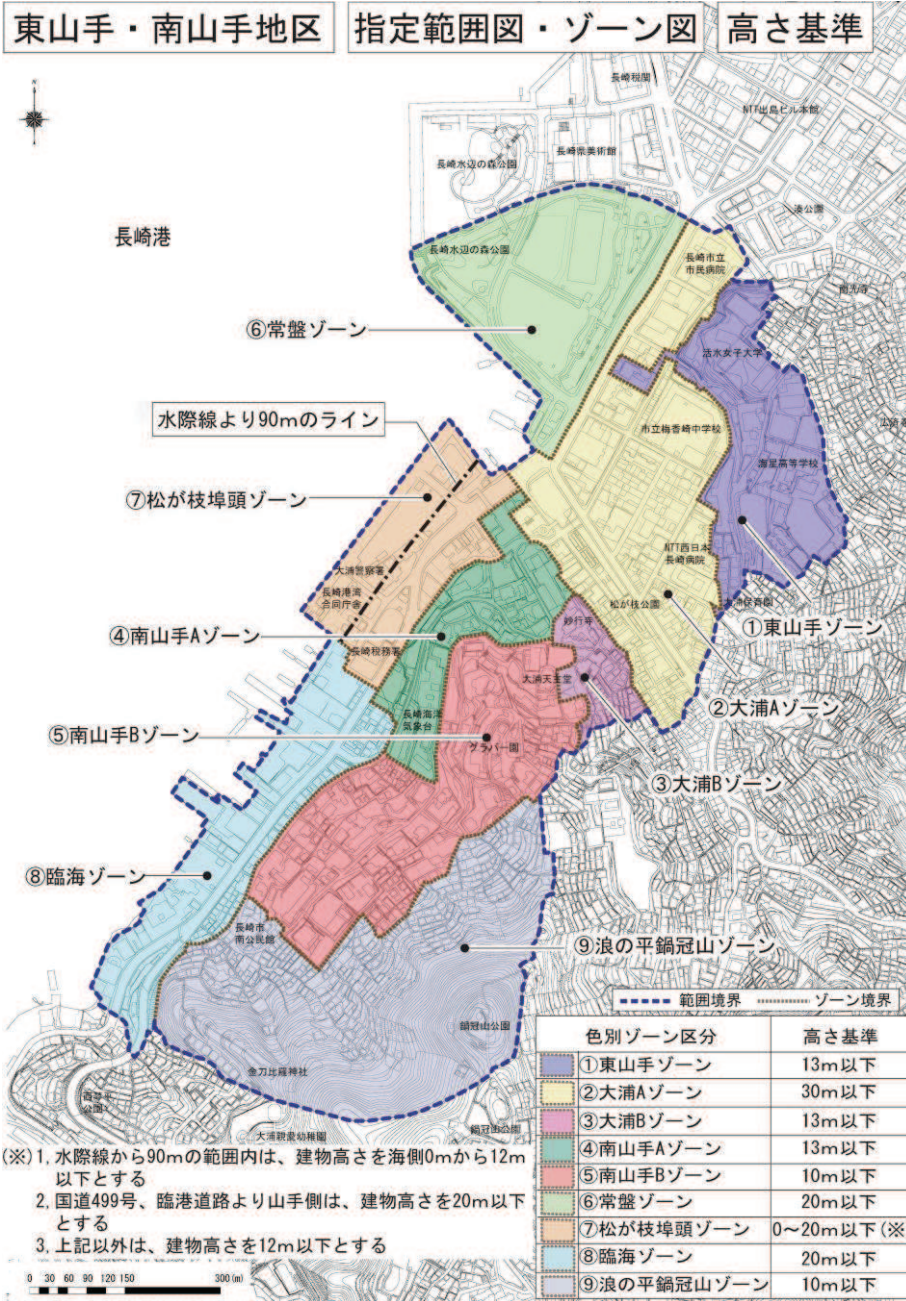 東山手・南山手地区
指定範囲図・ゾーン図
高さ基準
N
長崎税関
NTT出島ビル本館
長崎県美術館
長崎水辺の森公園
湊公園
長崎港
長崎水辺の森公園
長崎市立
市民病院
⑥常盤ゾーン
活水女子大学
水際線より90mのライン
市立梅香崎中学校
海星高等学校
⑦松が枝埠頭ゾーン
NTT西日本
長崎病院
大浦警察署
長崎港湾
合同庁舎
松が枝公園
大浦保育園
妙行寺
①東山手ゾーン
④南山手Aゾーン
長崎税務署
大浦天主堂
②大浦Aゾーン
長崎海洋
気象台
⑤南山手Bゾーン
グラバー園
③大浦Bゾーン
⑧臨海ゾーン
長崎市
南公民館
⑨浪の平鍋冠山ゾーン
範囲境界
ゾーン境界
鍋冠山公園
金刀比羅神社
公園
大浦親愛幼稚園
鍋冠山公園
色別ゾーン区分 高さ基準
①東山手ゾーン 13m以下
②大浦Aゾーン 30m以下
③大浦Bゾーン 13m以下
④南山手Aゾーン 13m以下
⑤南山手Bゾーン 10m以下
⑥常盤ゾーン 20m以下
⑦松が枝埠頭ゾーン 0～20m以下(※
⑧臨海ゾーン 20m以下
⑨浪の平鍋冠山ゾーン 10m以下
(※)1, 水際線から90mの範囲内は、建物高さを海側0mから12m
以下とする
2, 国道499号、臨港道路より山手側は、建物高さを20m以下
とする
3, 上記以外は、建物高さを12m以下とする
0 30 60 90 120 150 300(m)